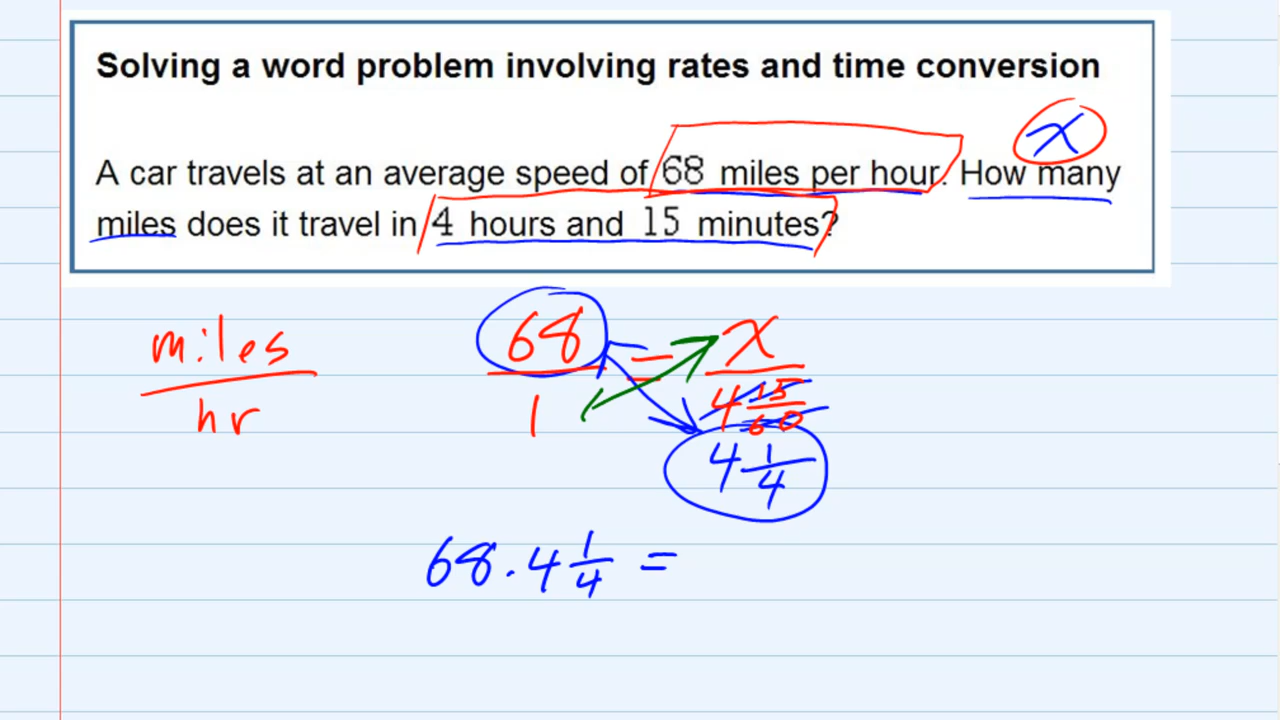 Solving a word problem involving rates and time conversion
x
A car travels at an average speed of 68 miles per hour. How many
miles does it travel in 4 hours and 15 minutes?
miles/hr 68/1 = x/4 15/60
4 1/4
68 · 4 1/4 =